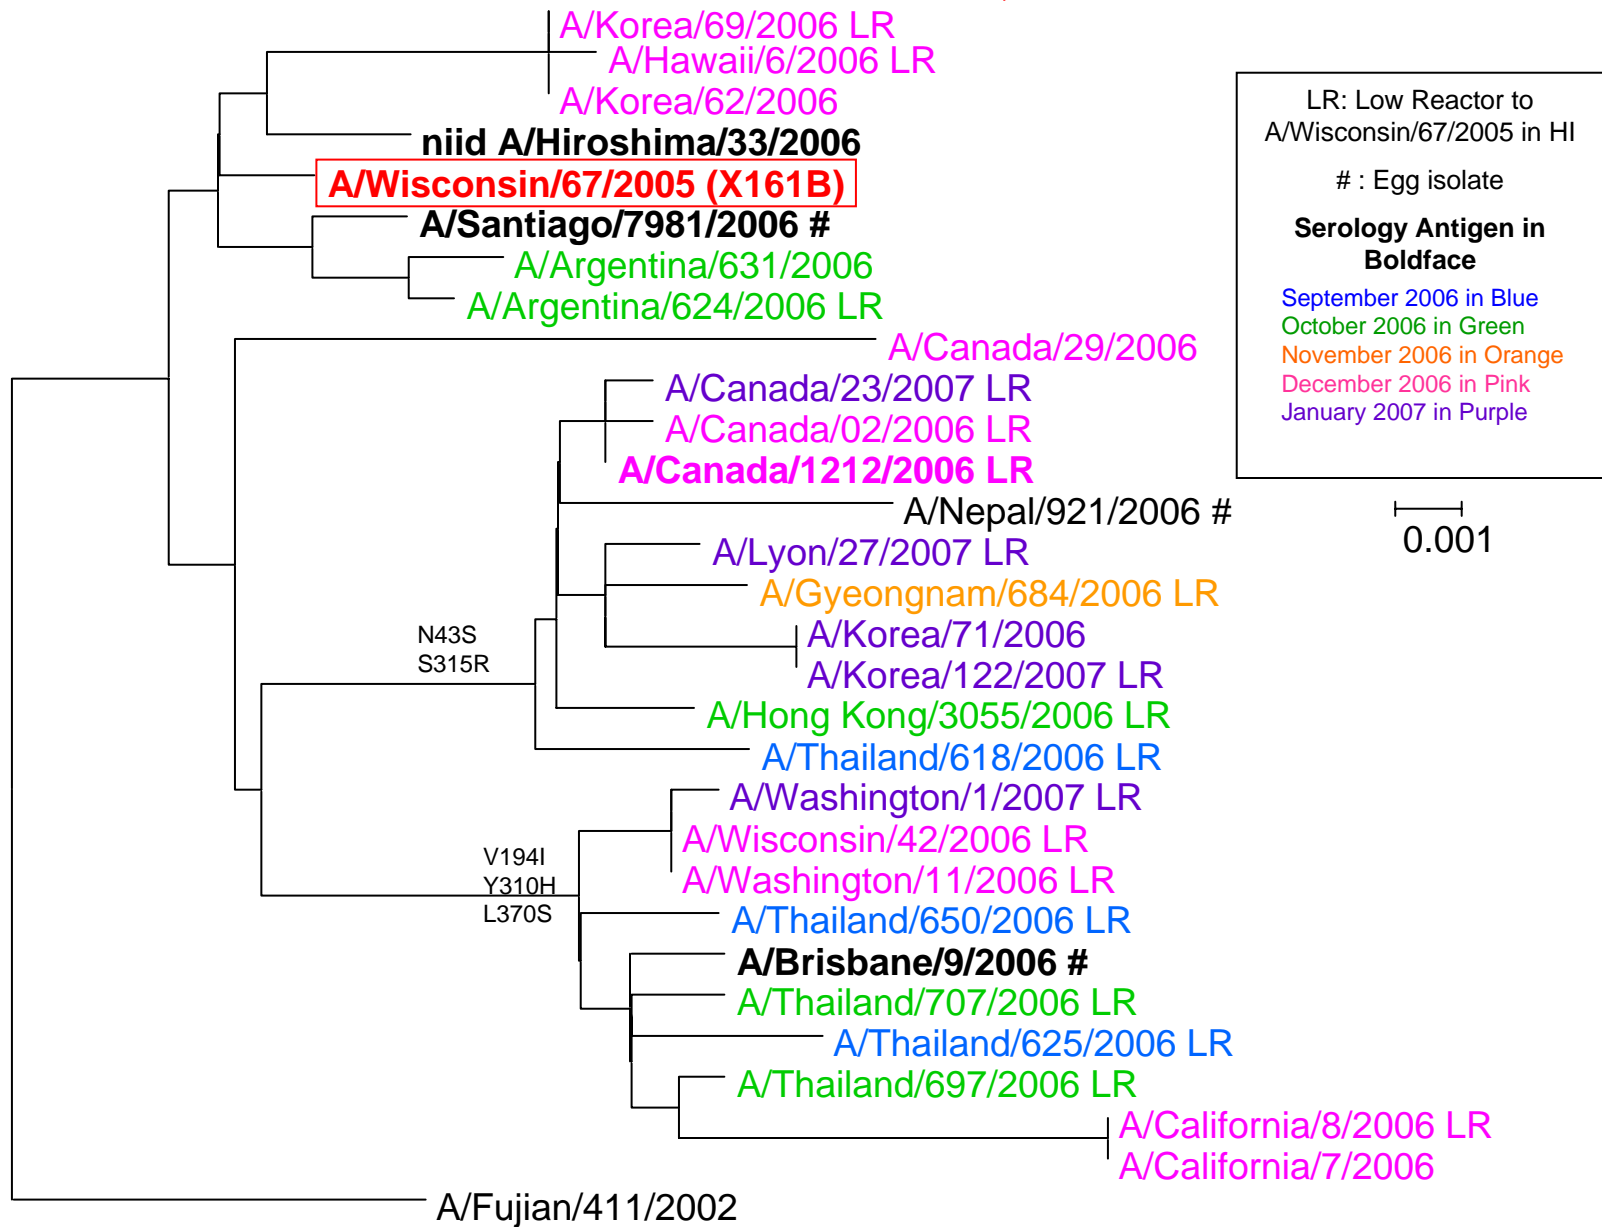 A/Korea/69/2006 LR
A/Hawaii/6/2006 LR
A/Korea/62/2006
niid A/Hiroshima/33/2006
A/Wisconsin/67/2005 (X161B)
A/Santiago/7981/2006 #
A/Argentina/631/2006
A/Argentina/624/2006 LR
A/Canada/29/2006
A/Canada/23/2007 LR
A/Canada/02/2006 LR
A/Canada/1212/2006 LR
A/Nepal/921/2006 #
A/Lyon/27/2007 LR
A/Gyeongnam/684/2006 LR
N43S
S315R
A/Korea/71/2006
A/Korea/122/2007 LR
A/Hong Kong/3055/2006 LR
A/Thailand/618/2006 LR
A/Washington/1/2007 LR
A/Wisconsin/42/2006 LR
V194I
Y310H
L370S
A/Washington/11/2006 LR
A/Thailand/650/2006 LR
A/Brisbane/9/2006 #
A/Thailand/707/2006 LR
A/Thailand/625/2006 LR
A/Thailand/697/2006 LR
A/California/8/2006 LR
A/California/7/2006
A/Fujian/411/2002
LR: Low Reactor to
A/Wisconsin/67/2005 in HI
# : Egg isolate
Serology Antigen in
Boldface
September 2006 in Blue
October 2006 in Green
November 2006 in Orange
December 2006 in Pink
January 2007 in Purple
0.001